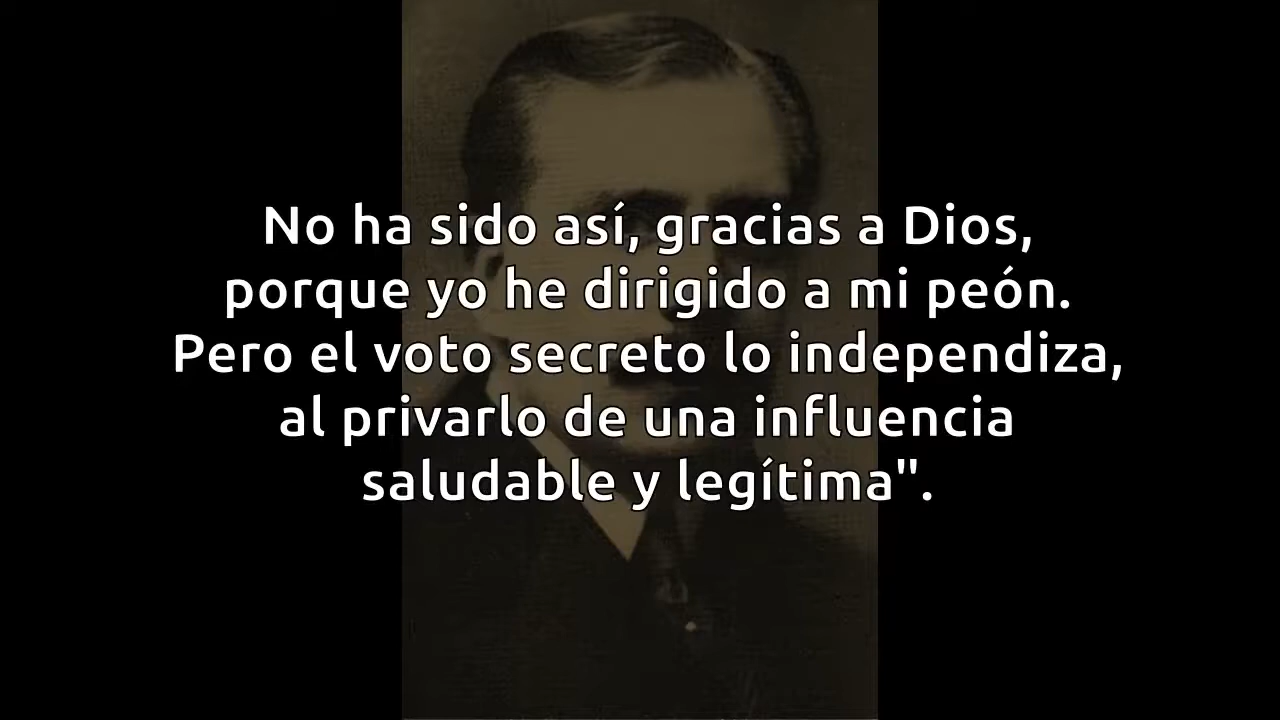 No ha sido así, gracias a Dios,
porque yo he dirigido a mi peón.
Pero el voto secreto lo independiza,
al privarlo de una influencia
saludable y legítima".